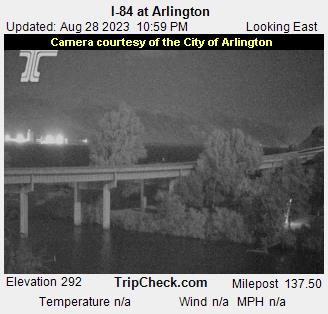 I-84 at Arlington
Updated: Aug 28 2023 10:59 PM Looking East
Camera courtesy of the City of Arlington
Elevation 292 TripCheck.com Milepost 137.50
Temperature n/a Wind n/a MPH n/a